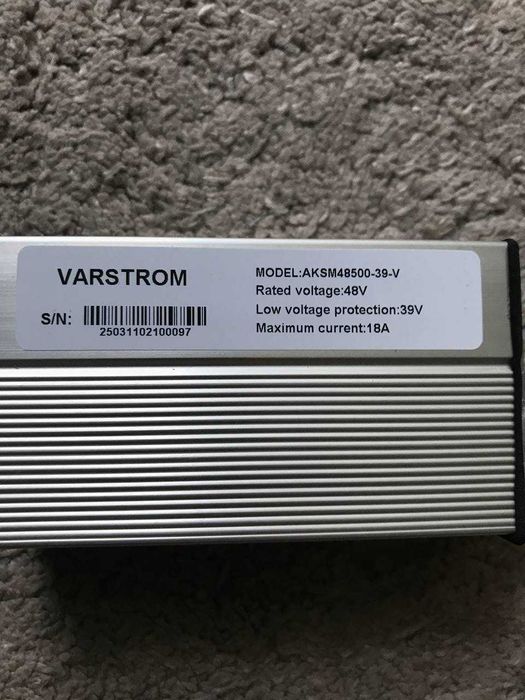 VARSTROM
S/N:
25031102100097
MODEL:AKSM48500-39-V
Rated voltage:48V
Low voltage protection:39V
Maximum current:18A